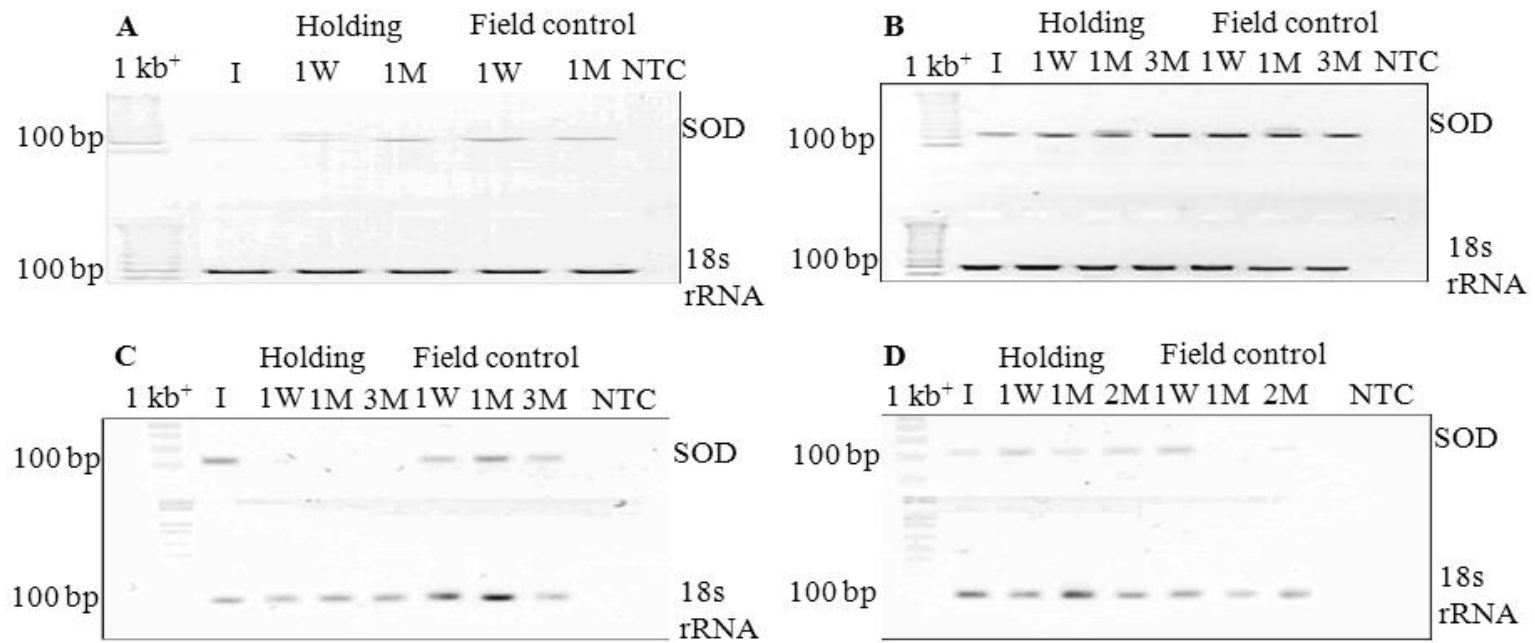 A Holding Field control
1 kb⁺ I 1W 1M 1W 1M NTC
100 bp SOD
100 bp 18s
rRNA
B Holding Field control
1 kb⁺ I 1W 1M 3M 1W 1M 3M NTC
100 bp SOD
100 bp 18s
rRNA
C Holding Field control
1 kb⁺ I 1W 1M 3M 1W 1M 3M NTC
100 bp SOD
100 bp 18s
rRNA
D Holding Field control
1 kb⁺ I 1W 1M 2M 1W 1M 2M NTC
100 bp SOD
100 bp 18s
rRNA